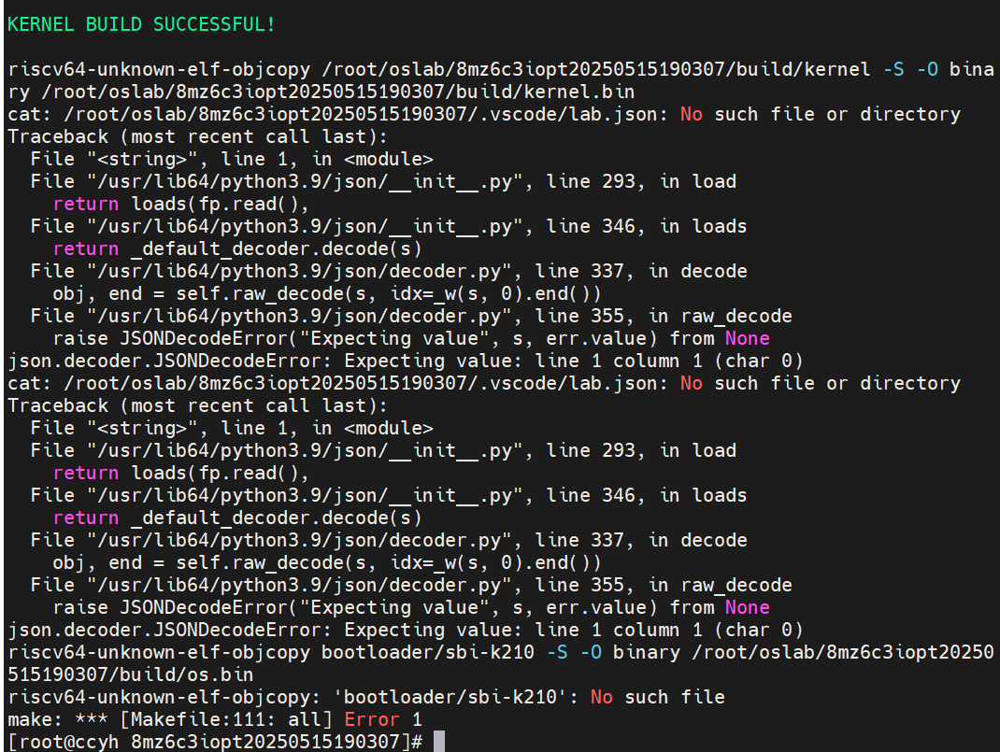 KERNEL BUILD SUCCESSFUL!
riscv64-unknown-elf-objcopy /root/oslab/8mz6c3iopt20250515190307/build/kernel -S -O bina
ry /root/oslab/8mz6c3iopt20250515190307/build/kernel.bin
cat: /root/oslab/8mz6c3iopt20250515190307/.vscode/lab.json: No such file or directory
Traceback (most recent call last):
  File "<string>", line 1, in <module>
  File "/usr/lib64/python3.9/json/__init__.py", line 293, in load
    return loads(fp.read(),
  File "/usr/lib64/python3.9/json/__init__.py", line 346, in loads
    return _default_decoder.decode(s)
  File "/usr/lib64/python3.9/json/decoder.py", line 337, in decode
    obj, end = self.raw_decode(s, idx=_w(s, 0).end())
  File "/usr/lib64/python3.9/json/decoder.py", line 355, in raw_decode
    raise JSONDecodeError("Expecting value", s, err.value) from None
json.decoder.JSONDecodeError: Expecting value: line 1 column 1 (char 0)
cat: /root/oslab/8mz6c3iopt20250515190307/.vscode/lab.json: No such file or directory
Traceback (most recent call last):
  File "<string>", line 1, in <module>
  File "/usr/lib64/python3.9/json/__init__.py", line 293, in load
    return loads(fp.read(),
  File "/usr/lib64/python3.9/json/__init__.py", line 346, in loads
    return _default_decoder.decode(s)
  File "/usr/lib64/python3.9/json/decoder.py", line 337, in decode
    obj, end = self.raw_decode(s, idx=_w(s, 0).end())
  File "/usr/lib64/python3.9/json/decoder.py", line 355, in raw_decode
    raise JSONDecodeError("Expecting value", s, err.value) from None
json.decoder.JSONDecodeError: Expecting value: line 1 column 1 (char 0)
riscv64-unknown-elf-objcopy bootloader/sbi-k210 -S -O binary /root/oslab/8mz6c3iopt20250
515190307/build/os.bin
riscv64-unknown-elf-objcopy: 'bootloader/sbi-k210': No such file
make: *** [Makefile:111: all] Error 1
[root@ccyh 8mz6c3iopt20250515190307]#